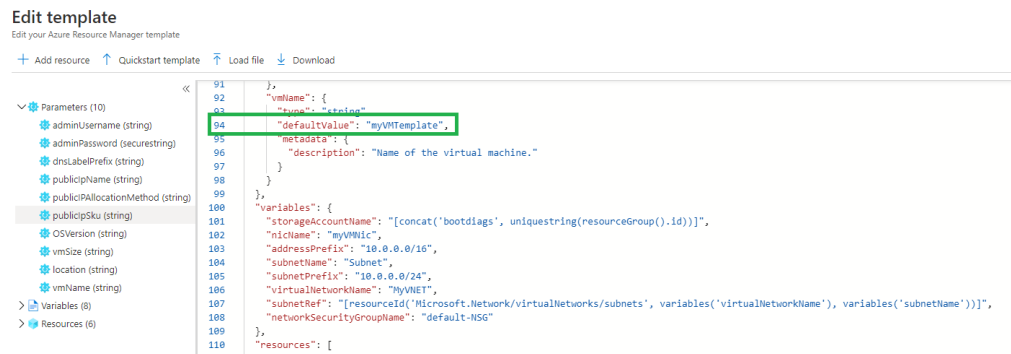 Edit template
Edit your Azure Resource Manager template
+ Add resource ↑ Quickstart template ↑ Load file ↓ Download
«
Parameters (10)
adminUsername (string)
adminPassword (securestring)
dnsLabelPrefix (string)
publicIpName (string)
publicIPAllocationMethod (string)
publicIpSku (string)
OSVersion (string)
vmSize (string)
location (string)
vmName (string)
Variables (8)
Resources (6)
91 },
92 "vmName": {
93 "type": "string"
94 "defaultValue": "myVMTemplate",
95 "metadata": {
96 "description": "Name of the virtual machine."
97 }
98 }
99 },
100 "variables": {
101 "storageAccountName": "[concat('bootdiags', uniquestring(resourceGroup().id))]",
102 "nicName": "myVMNic",
103 "addressPrefix": "10.0.0.0/16",
104 "subnetName": "Subnet",
105 "subnetPrefix": "10.0.0.0/24",
106 "virtualNetworkName": "MyVNET",
107 "subnetRef": "[resourceId('Microsoft.Network/virtualNetworks/subnets', variables('virtualNetworkName'), variables('subnetName'))]",
108 "networkSecurityGroupName": "default-NSG"
109 },
110 "resources": [